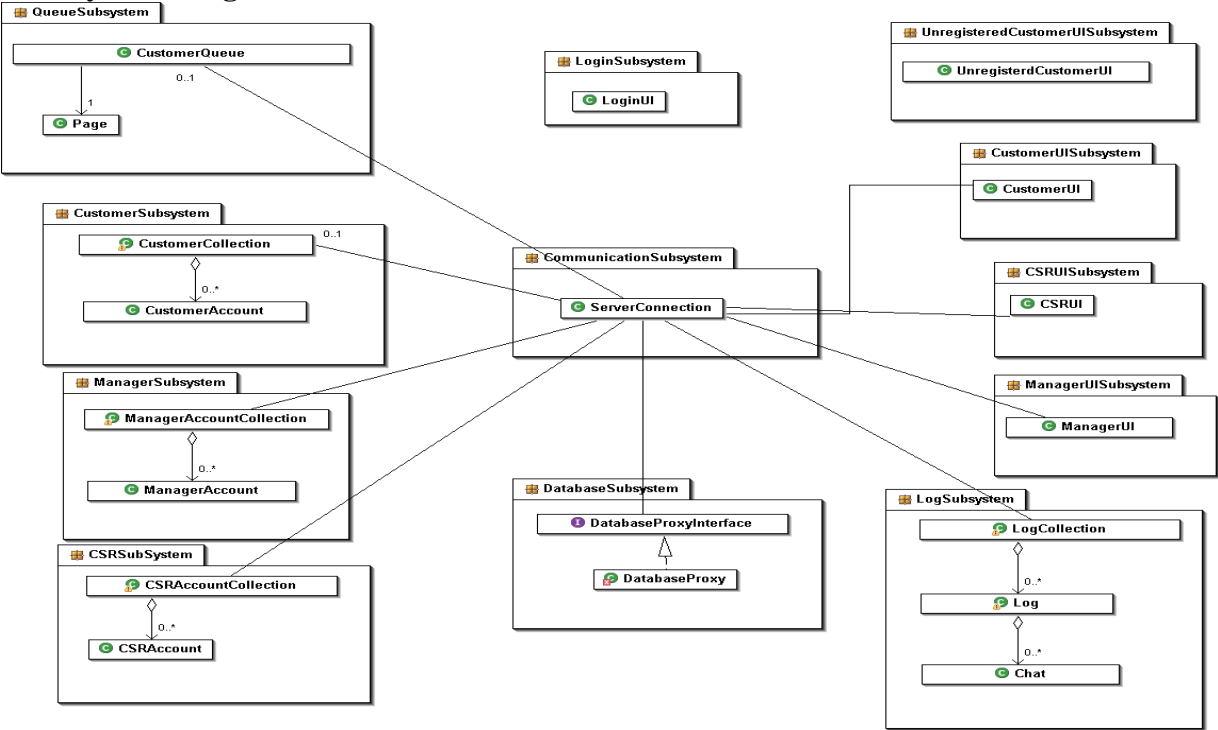 QueueSubsystem
CustomerQueue
0..1
1
Page
LoginSubsystem
LoginUI
UnregisteredCustomerUISubsystem
UnregisterdCustomerUI
CustomerUISubsystem
CustomerUI
CustomerSubsystem
CustomerCollection
0..1
0..*
CustomerAccount
CommunicationSubsystem
ServerConnection
CSRUISubsystem
CSRUI
ManagerSubsystem
ManagerAccountCollection
0..*
ManagerAccount
ManagerUISubsystem
ManagerUI
DatabaseSubsystem
DatabaseProxyInterface
DatabaseProxy
LogSubsystem
LogCollection
0..*
Log
0..*
Chat
CSRSubSystem
CSRAccountCollection
0..*
CSRAccount